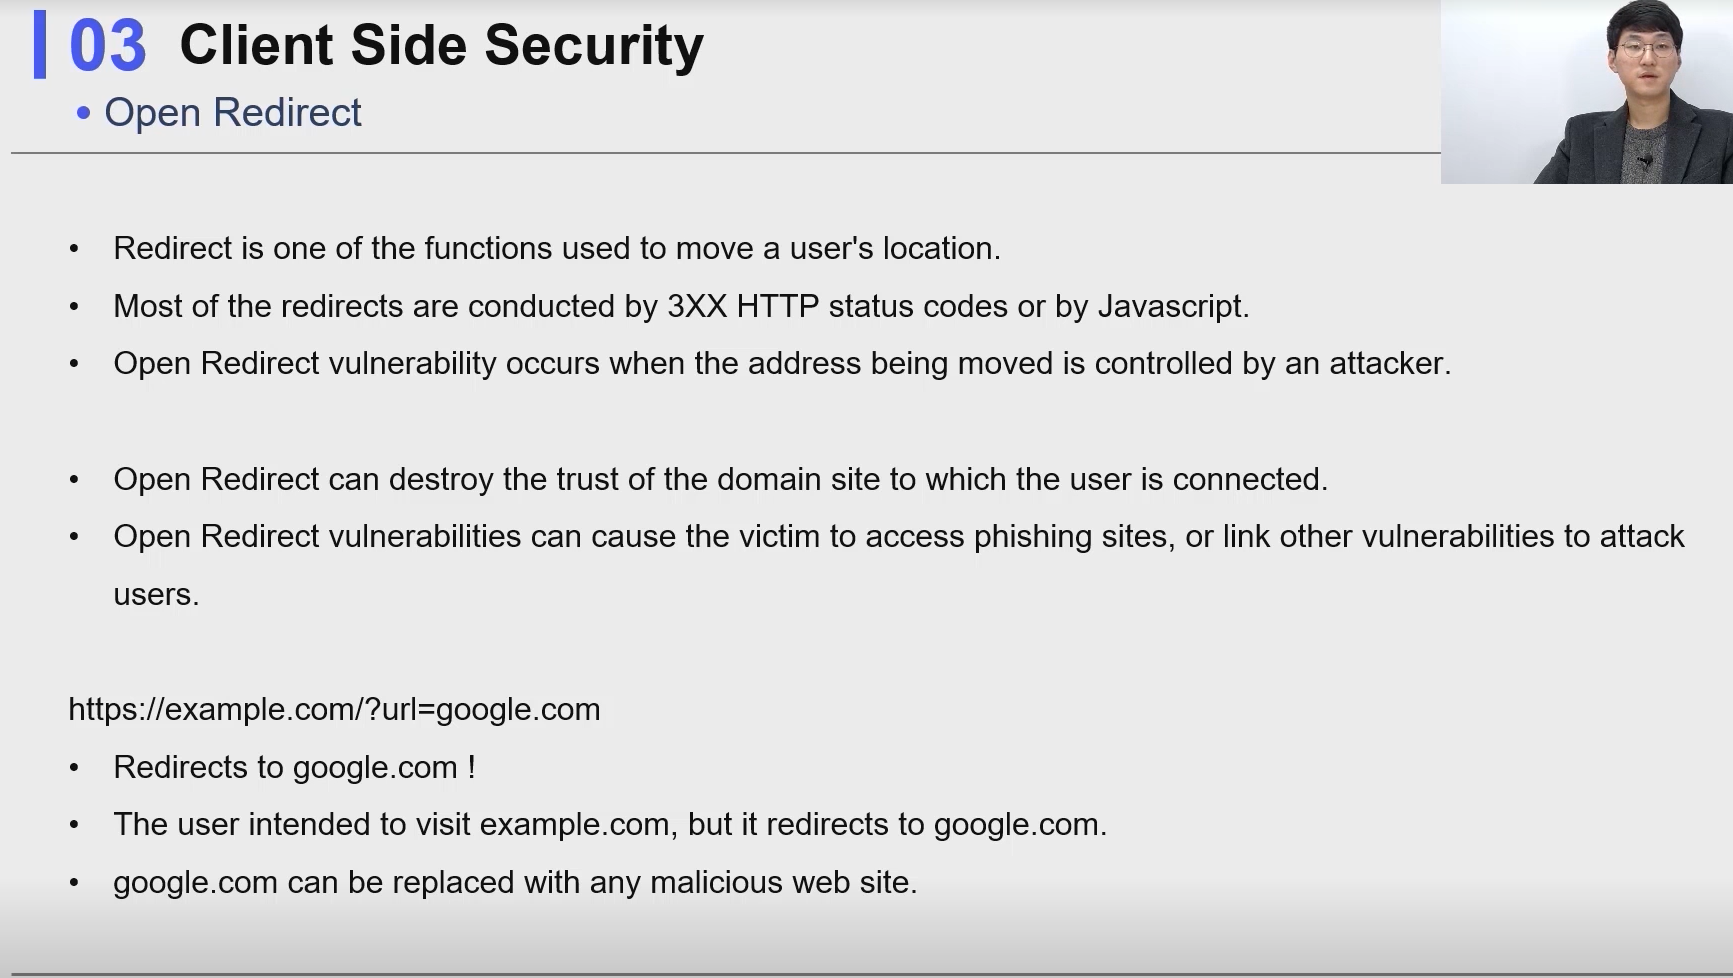 03 Client Side Security
• Open Redirect
• Redirect is one of the functions used to move a user's location.
• Most of the redirects are conducted by 3XX HTTP status codes or by Javascript.
• Open Redirect vulnerability occurs when the address being moved is controlled by an attacker.
• Open Redirect can destroy the trust of the domain site to which the user is connected.
• Open Redirect vulnerabilities can cause the victim to access phishing sites, or link other vulnerabilities to attack
users.
https://example.com/?url=google.com
• Redirects to google.com !
• The user intended to visit example.com, but it redirects to google.com.
• google.com can be replaced with any malicious web site.